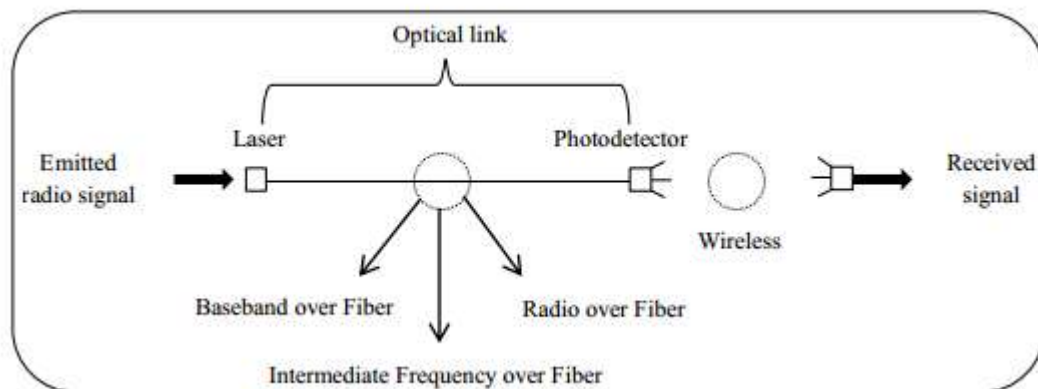 Optical link
Laser
Photodetector
Emitted
radio signal
Received
signal
Wireless
Baseband over Fiber
Radio over Fiber
Intermediate Frequency over Fiber